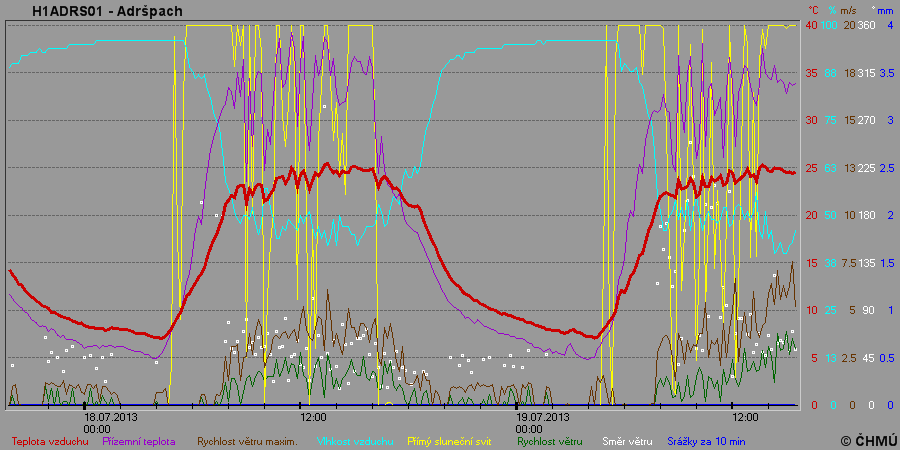 H1ADRS01 - Adršpach
°C % m/s ° mm
40 100 20 360 4
35 88 18 315 3.5
30 75 15 270 3
25 63 13 225 2.5
20 50 10 180 2
15 38 7.5 135 1.5
10 25 5 90 1
5 13 2.5 45 0.5
0 0 0 0 0
18.07.2013 12:00 19.07.2013 12:00
00:00 00:00
Teplota vzduchu Přízemní teplota Rychlost větru maxim. Vlhkost vzduchu Přímý sluneční svit Rychlost větru Směr větru Srážky za 10 min © ČHMÚ